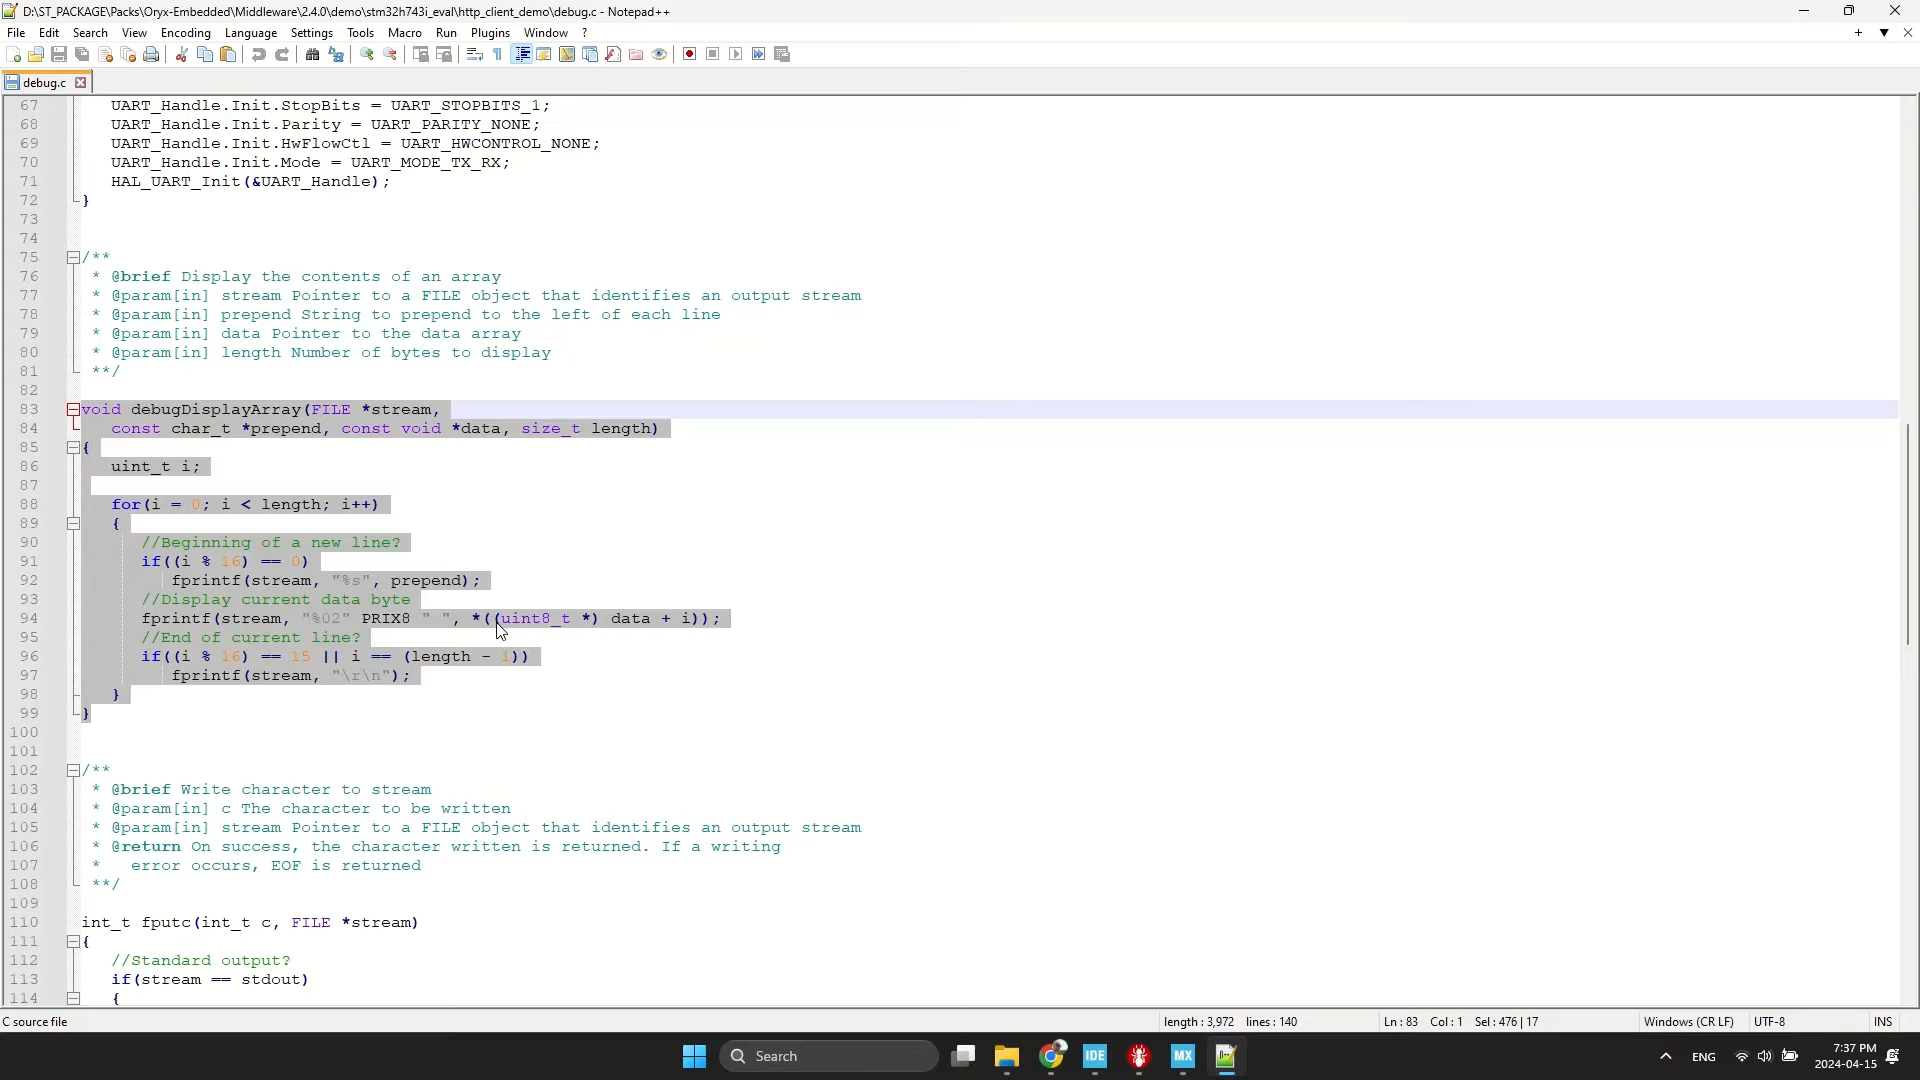 D:\ST_PACKAGE\Packs\Oryx-Embedded\Middleware\2.4.0\demo\stm32h743i_eval\http_client_demo\debug.c - Notepad++
File Edit Search View Encoding Language Settings Tools Macro Run Plugins Window ?
debug.c
67 UART_Handle.Init.StopBits = UART_STOPBITS_1;
68 UART_Handle.Init.Parity = UART_PARITY_NONE;
69 UART_Handle.Init.HwFlowCtl = UART_HWCONTROL_NONE;
70 UART_Handle.Init.Mode = UART_MODE_TX_RX;
71 HAL_UART_Init(&UART_Handle);
72 }
73
74
75 /**
76 * @brief Display the contents of an array
77 * @param[in] stream Pointer to a FILE object that identifies an output stream
78 * @param[in] prepend String to prepend to the left of each line
79 * @param[in] data Pointer to the data array
80 * @param[in] length Number of bytes to display
81 **/
82
83 void debugDisplayArray(FILE *stream,
84 const char_t *prepend, const void *data, size_t length)
85 {
86 uint_t i;
87
88 for(i = 0; i < length; i++)
89 {
90 //Beginning of a new line?
91 if((i % 16) == 0)
92 fprintf(stream, "%s", prepend);
93 //Display current data byte
94 fprintf(stream, "%02" PRIX8 " ", *((uint8_t *) data + i));
95 //End of current line?
96 if((i % 16) == 15 || i == (length - 1))
97 fprintf(stream, "\r\n");
98 }
99 }
100
101
102 /**
103 * @brief Write character to stream
104 * @param[in] c The character to be written
105 * @param[in] stream Pointer to a FILE object that identifies an output stream
106 * @return On success, the character written is returned. If a writing
107 * error occurs, EOF is returned
108 **/
109
110 int_t fputc(int_t c, FILE *stream)
111 {
112 //Standard output?
113 if(stream == stdout)
114 {
C source file length : 3,972 lines : 140 Ln : 83 Col : 1 Sel : 476 | 17 Windows (CR LF) UTF-8 INS
Search IDE MX ENG 7:37 PM
2024-04-15